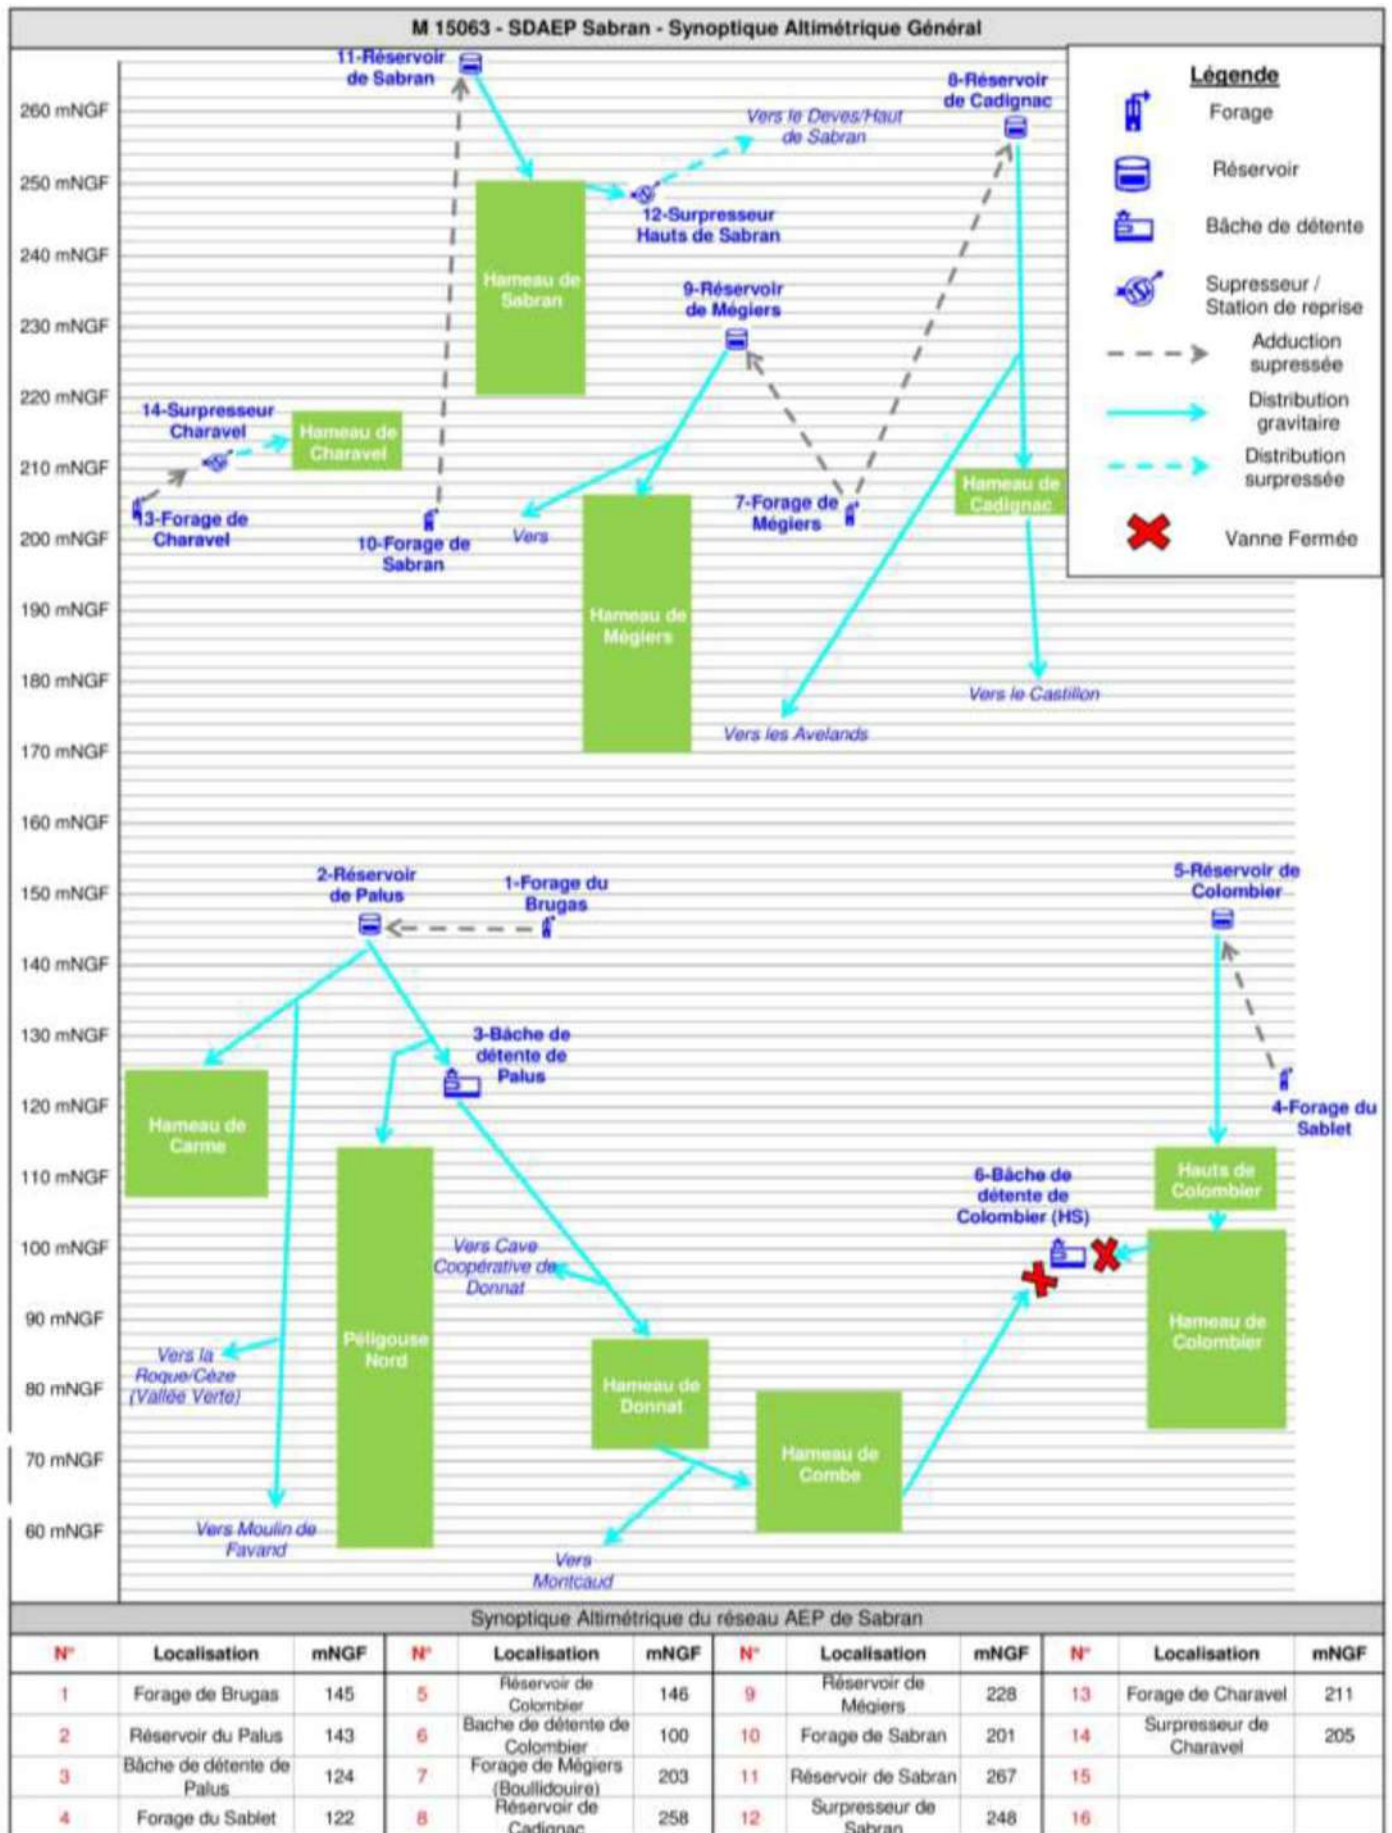 M 15063 - SDAEP Sabran - Synoptique Altimétrique Général
11-Réservoir
de Sabran
8-Réservoir
de Cadignac
Vers le Deves/Haut
de Sabran
12-Surpresseur
Hauts de Sabran
Hameau de
Sabran
9-Réservoir
de Mégiers
14-Surpresseur
Charavel
Hameau de
Charavel
13-Forage de
Charavel
10-Forage de
Sabran
Vers
7-Forage de
Mégiers
Hameau de
Cadignac
Hameau de
Mégiers
Vers le Castillon
Vers les Avelands
Légende
Forage
Réservoir
Bâche de détente
Supresseur /
Station de reprise
Adduction
supressée
Distribution
gravitaire
Distribution
surpressée
Vanne Fermée
260 mNGF
250 mNGF
240 mNGF
230 mNGF
220 mNGF
210 mNGF
200 mNGF
190 mNGF
180 mNGF
170 mNGF
160 mNGF
150 mNGF
140 mNGF
130 mNGF
120 mNGF
110 mNGF
100 mNGF
90 mNGF
80 mNGF
70 mNGF
60 mNGF
2-Réservoir
de Palus
1-Forage du
Brugas
5-Réservoir de
Colombier
3-Bâche de
détente de
Palus
4-Forage du
Sablet
Hameau de
Carme
6-Bâche de
détente de
Colombier (HS)
Hauts de
Colombier
Vers Cave
Coopérative de
Donnat
Péligouse
Nord
Hameau de
Colombier
Vers la
Roque/Cèze
(Vallée Verte)
Hameau de
Donnat
Hameau de
Combe
Vers Moulin de
Favand
Vers
Montcaud
Synoptique Altimétrique du réseau AEP de Sabran
N° Localisation mNGF N° Localisation mNGF N° Localisation mNGF N° Localisation mNGF
1 Forage de Brugas 145 5 Réservoir de Colombier 146 9 Réservoir de Mégiers 228 13 Forage de Charavel 211
2 Réservoir du Palus 143 6 Bache de détente de Colombier 100 10 Forage de Sabran 201 14 Surpresseur de Charavel 205
3 Bâche de détente de Palus 124 7 Forage de Mégiers (Boullidouire) 203 11 Réservoir de Sabran 267 15
4 Forage du Sablet 122 8 Réservoir de Cadignac 258 12 Surpresseur de Sabran 248 16